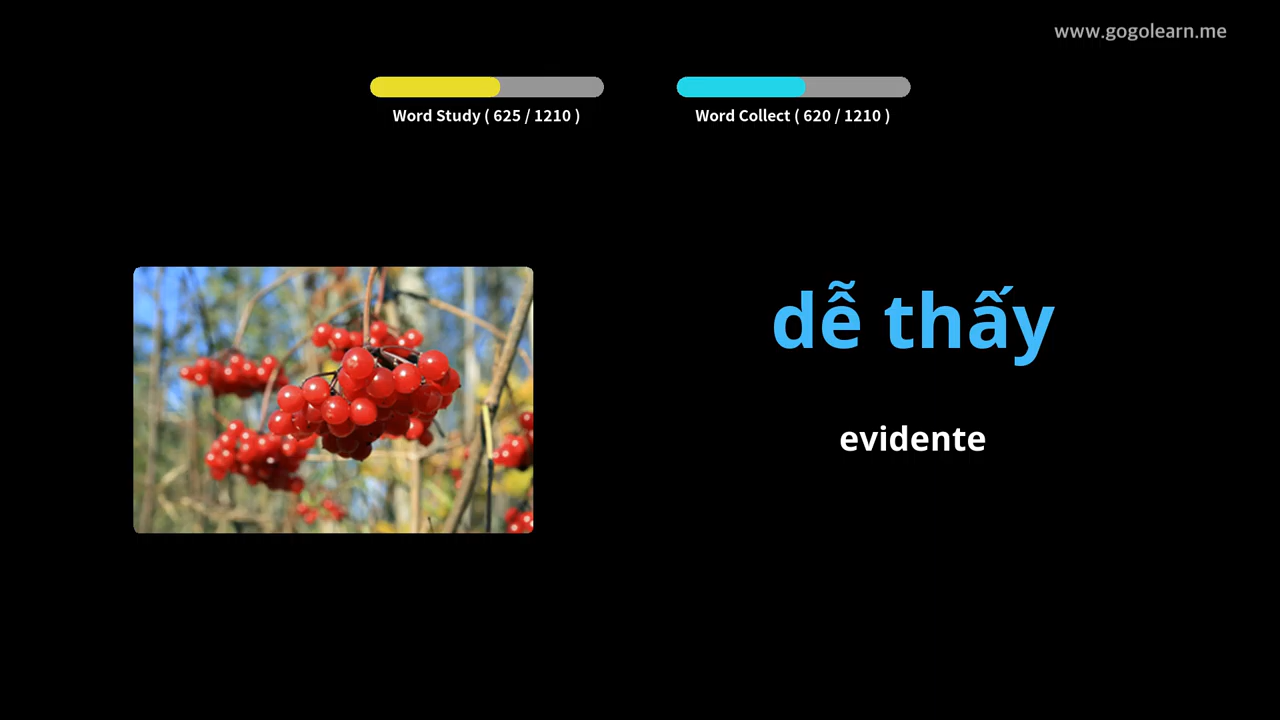 www.gogolearn.me
Word Study ( 625 / 1210 )
Word Collect ( 620 / 1210 )
dễ thấy
evidente